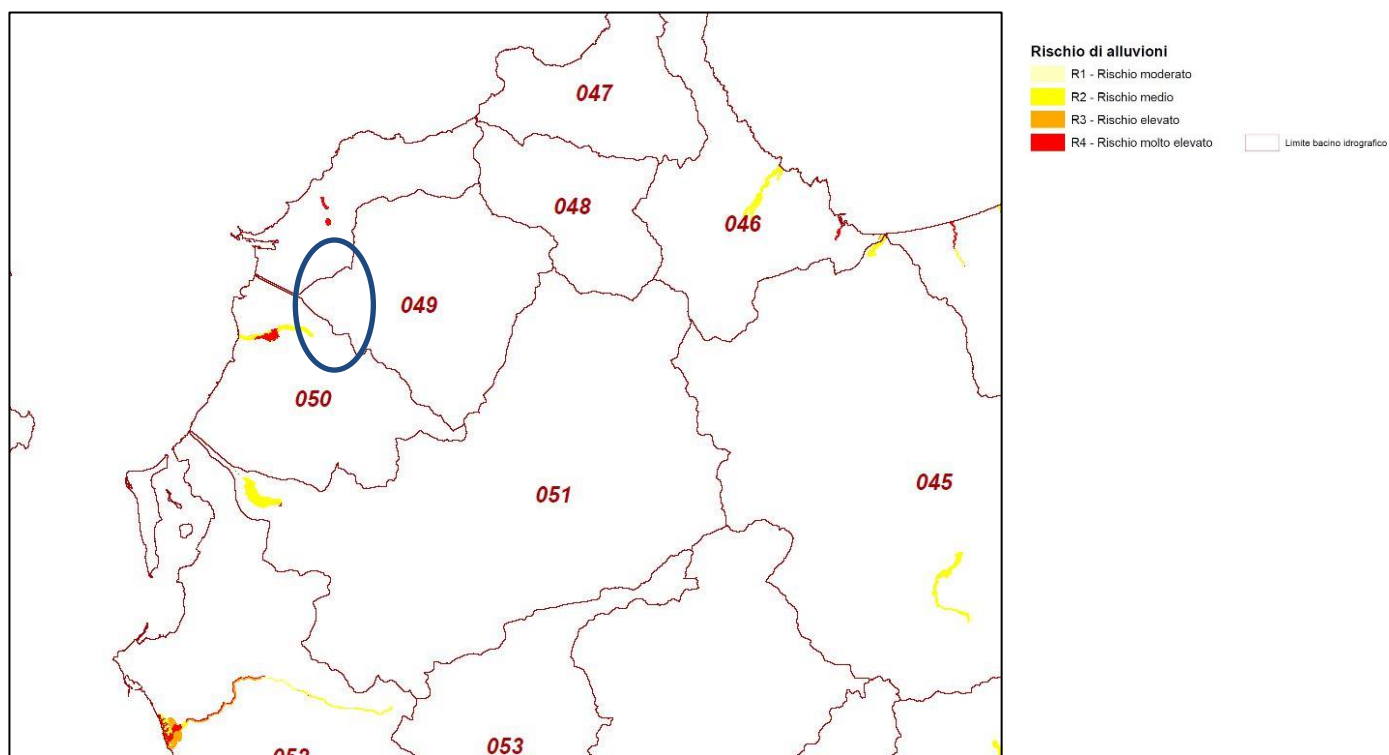 Rischio di alluvioni
R1 - Rischio moderato
R2 - Rischio medio
R3 - Rischio elevato
R4 - Rischio molto elevato
Limite bacino idrografico
047
048
046
049
050
051
045
053